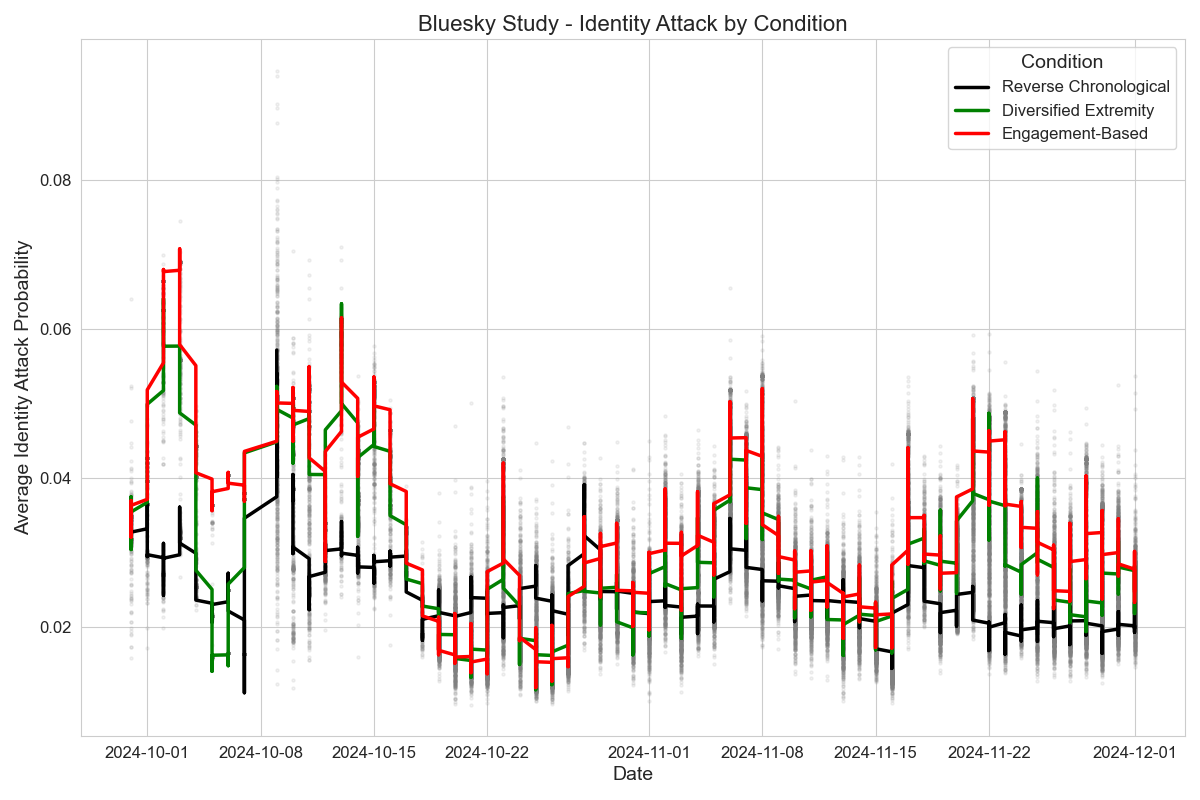 Bluesky Study - Identity Attack by Condition
Condition
Reverse Chronological
Diversified Extremity
Engagement-Based
Average Identity Attack Probability
0.08
0.06
0.04
0.02
2024-10-01
2024-10-08
2024-10-15
2024-10-22
2024-11-01
2024-11-08
2024-11-15
2024-11-22
2024-12-01
Date